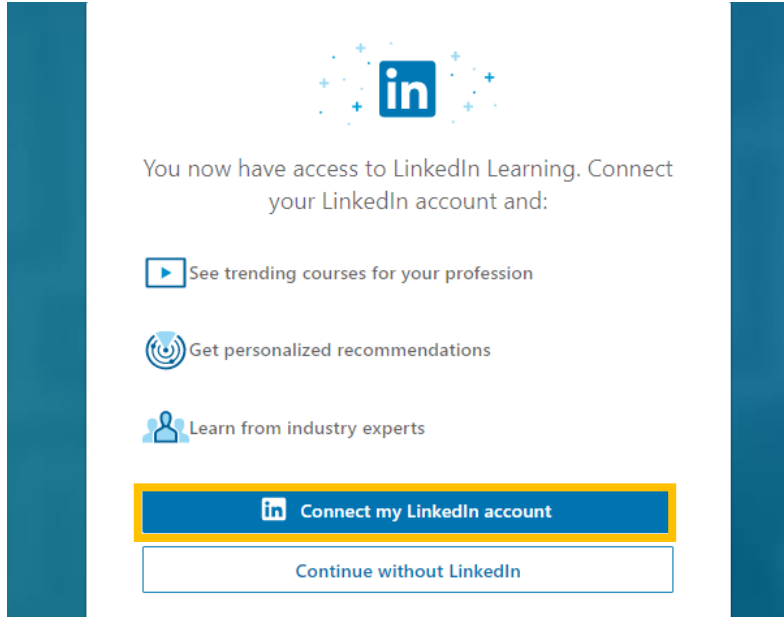 in
You now have access to LinkedIn Learning. Connect
your LinkedIn account and:
See trending courses for your profession
Get personalized recommendations
Learn from industry experts
in Connect my LinkedIn account
Continue without LinkedIn